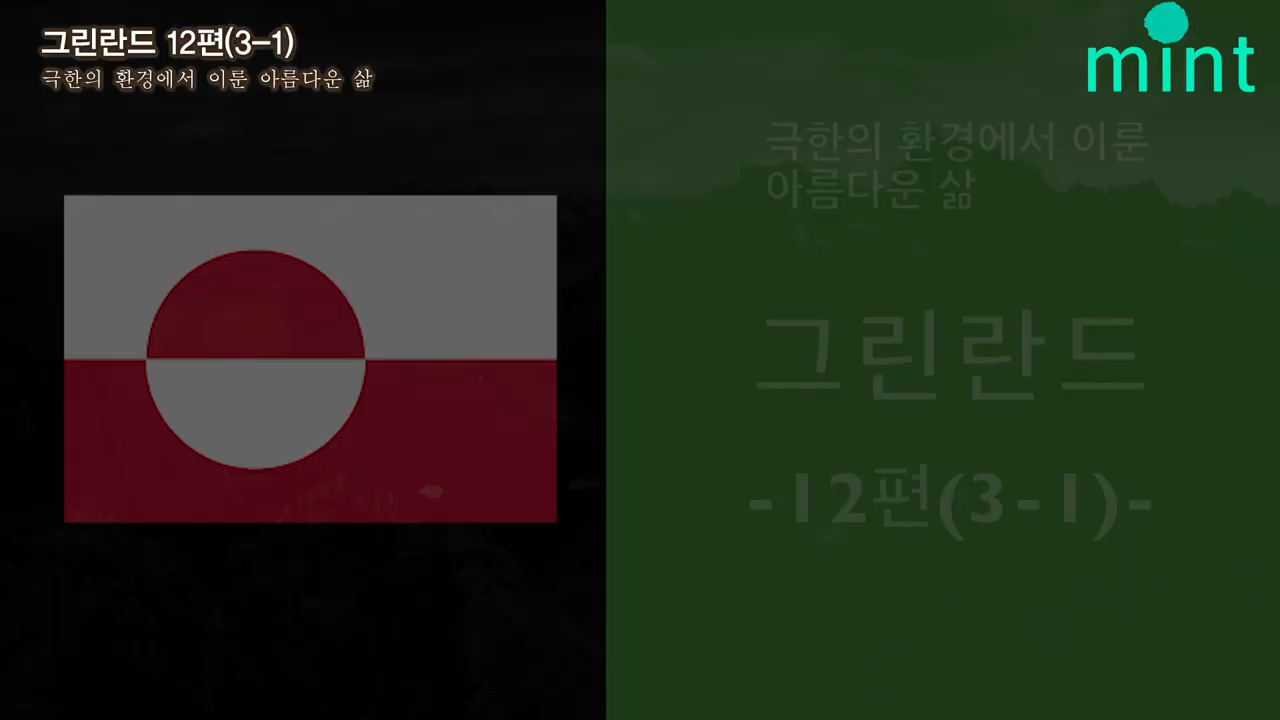 그린란드 12편(3-1)
극한의 환경에서 이룬 아름다운 삶
mint
극한의 환경에서 이룬
아름다운 삶
그린란드
-12편(3-1)-